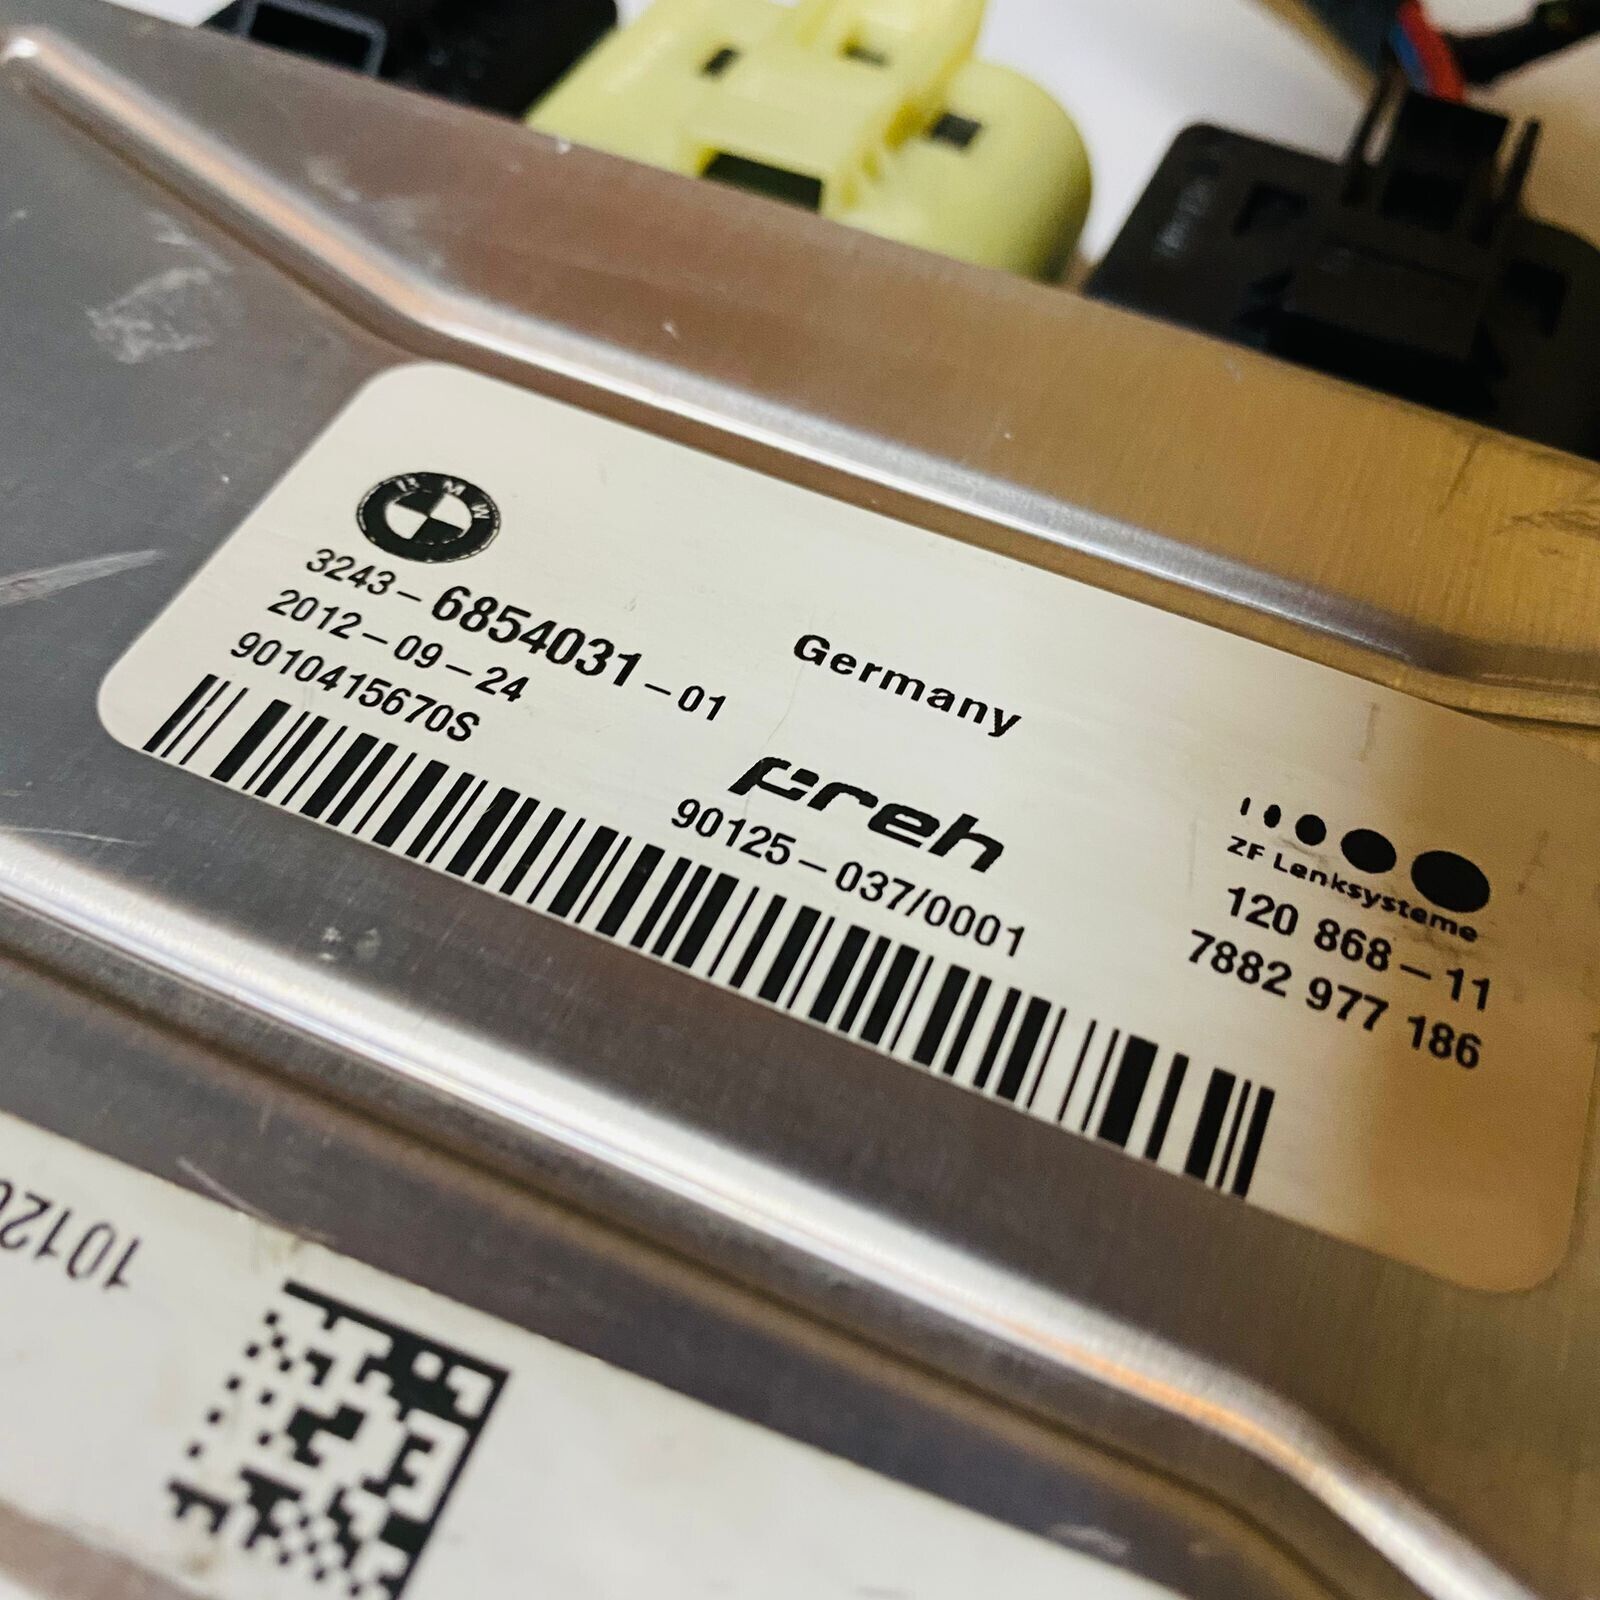 BMW
3243-6854031-01
2012-09-24
9010415670S
Germany
Preh
90125-037/0001
ZF Lenksysteme
120 868-11
7882 977 186